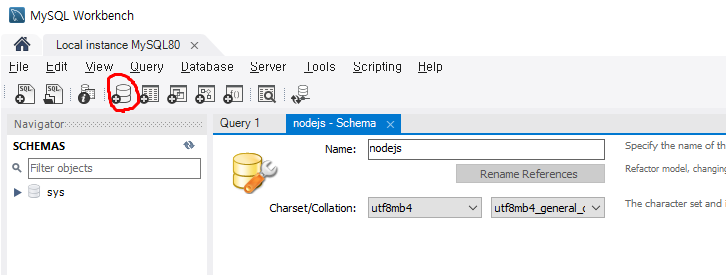 MySQL Workbench
Local instance MySQL80
File Edit View Query Database Server Tools Scripting Help
SQL SQL
Navigator
Query 1 nodejs - Schema
SCHEMAS
Filter objects
sys
Name: nodejs Specify the name of th
Rename References Refactor model, changing
Charset/Collation: utf8mb4 utf8mb4_general_c The character set and i